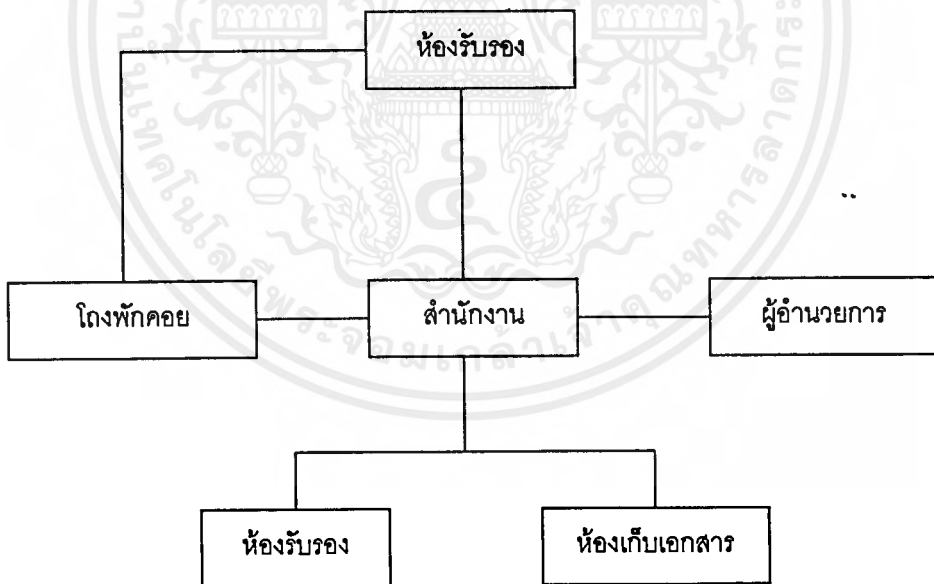 ห้องรับรอง
โถงพักคอย
สำนักงาน
ผู้อำนวยการ
ห้องรับรอง
ห้องเก็บเอกสาร